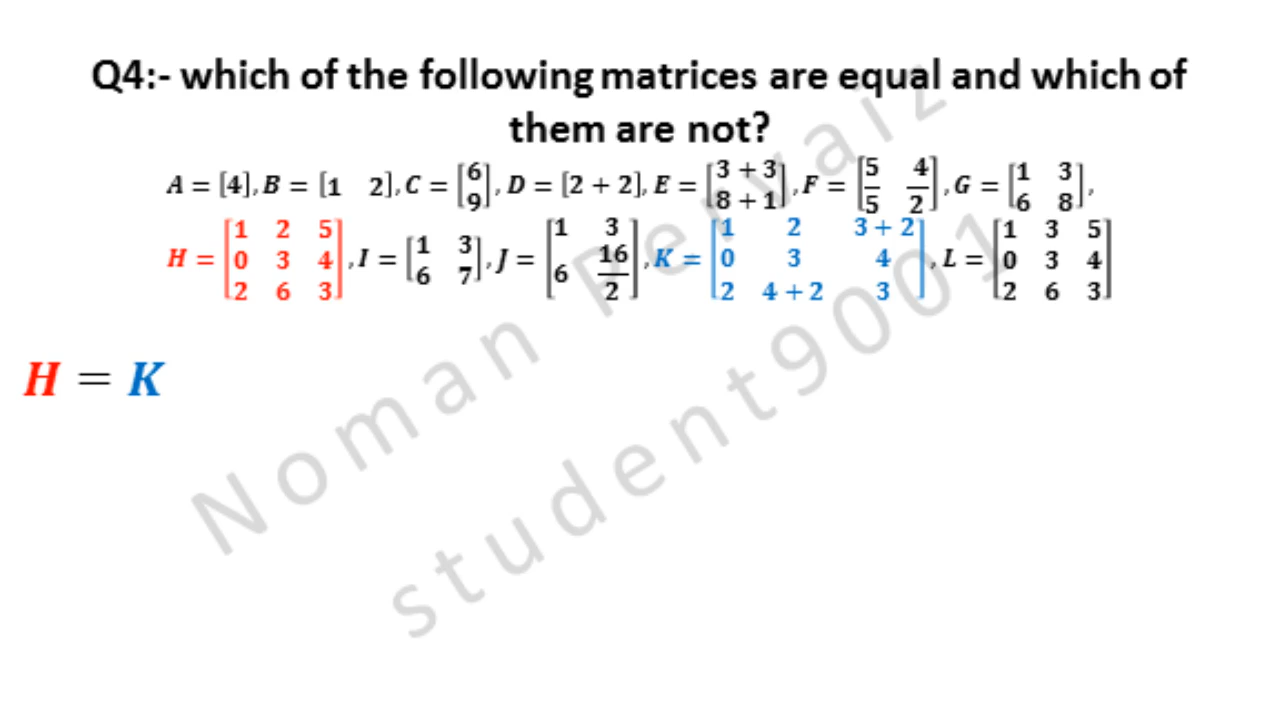 Q4:- which of the following matrices are equal and which of
them are not?
A = [4], B = [1 2], C = [6; 9], D = [2 + 2], E = [3 + 3; 8 + 1], F = [5/5 4/2], G = [1 3; 6 8],
H = [1 2 5; 0 3 4; 2 6 3], I = [1 3; 6 7], J = [1 3; 6 16/2], K = [1 2 3 + 2; 0 3 4; 2 4 + 2 3], L = [1 3 5; 0 3 4; 2 6 3]
H = K
Noman Pervaiz
student9001